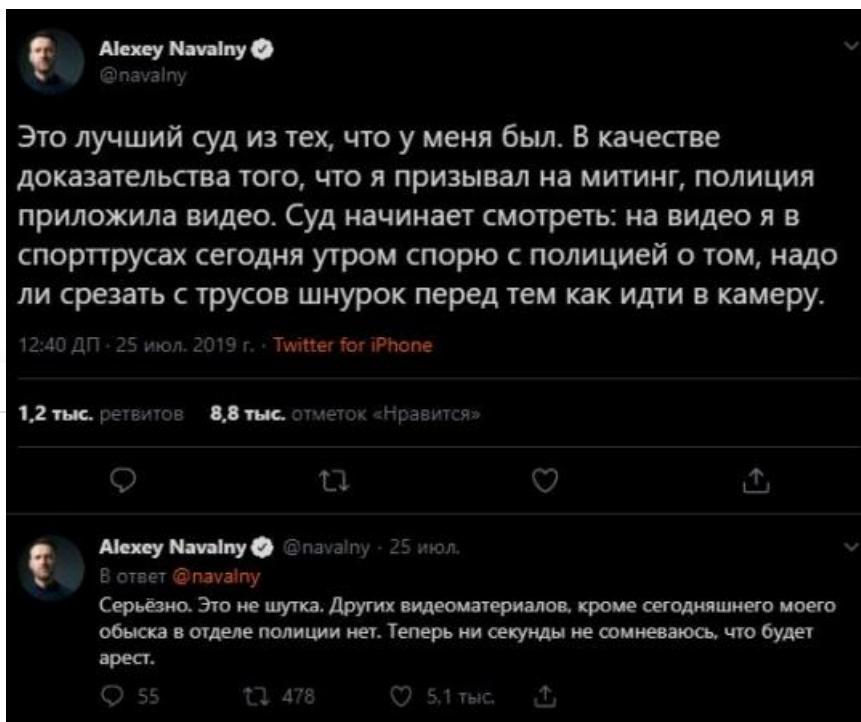 Alexey Navalny
@navalny
Это лучший суд из тех, что у меня был. В качестве
доказательства того, что я призывал на митинг, полиция
приложила видео. Суд начинает смотреть: на видео я в
спорттрусах сегодня утром спорю с полицией о том, надо
ли срезать с трусов шнурок перед тем как идти в камеру.
12:40 ДП · 25 июл. 2019 г. · Twitter for iPhone
1,2 тыс. ретвитов 8,8 тыс. отметок «Нравится»
Alexey Navalny @navalny · 25 июл.
В ответ @navalny
Серьёзно. Это не шутка. Других видеоматериалов, кроме сегодняшнего моего
обыска в отделе полиции нет. Теперь ни секунды не сомневаюсь, что будет
арест.
55 478 5,1 тыс.